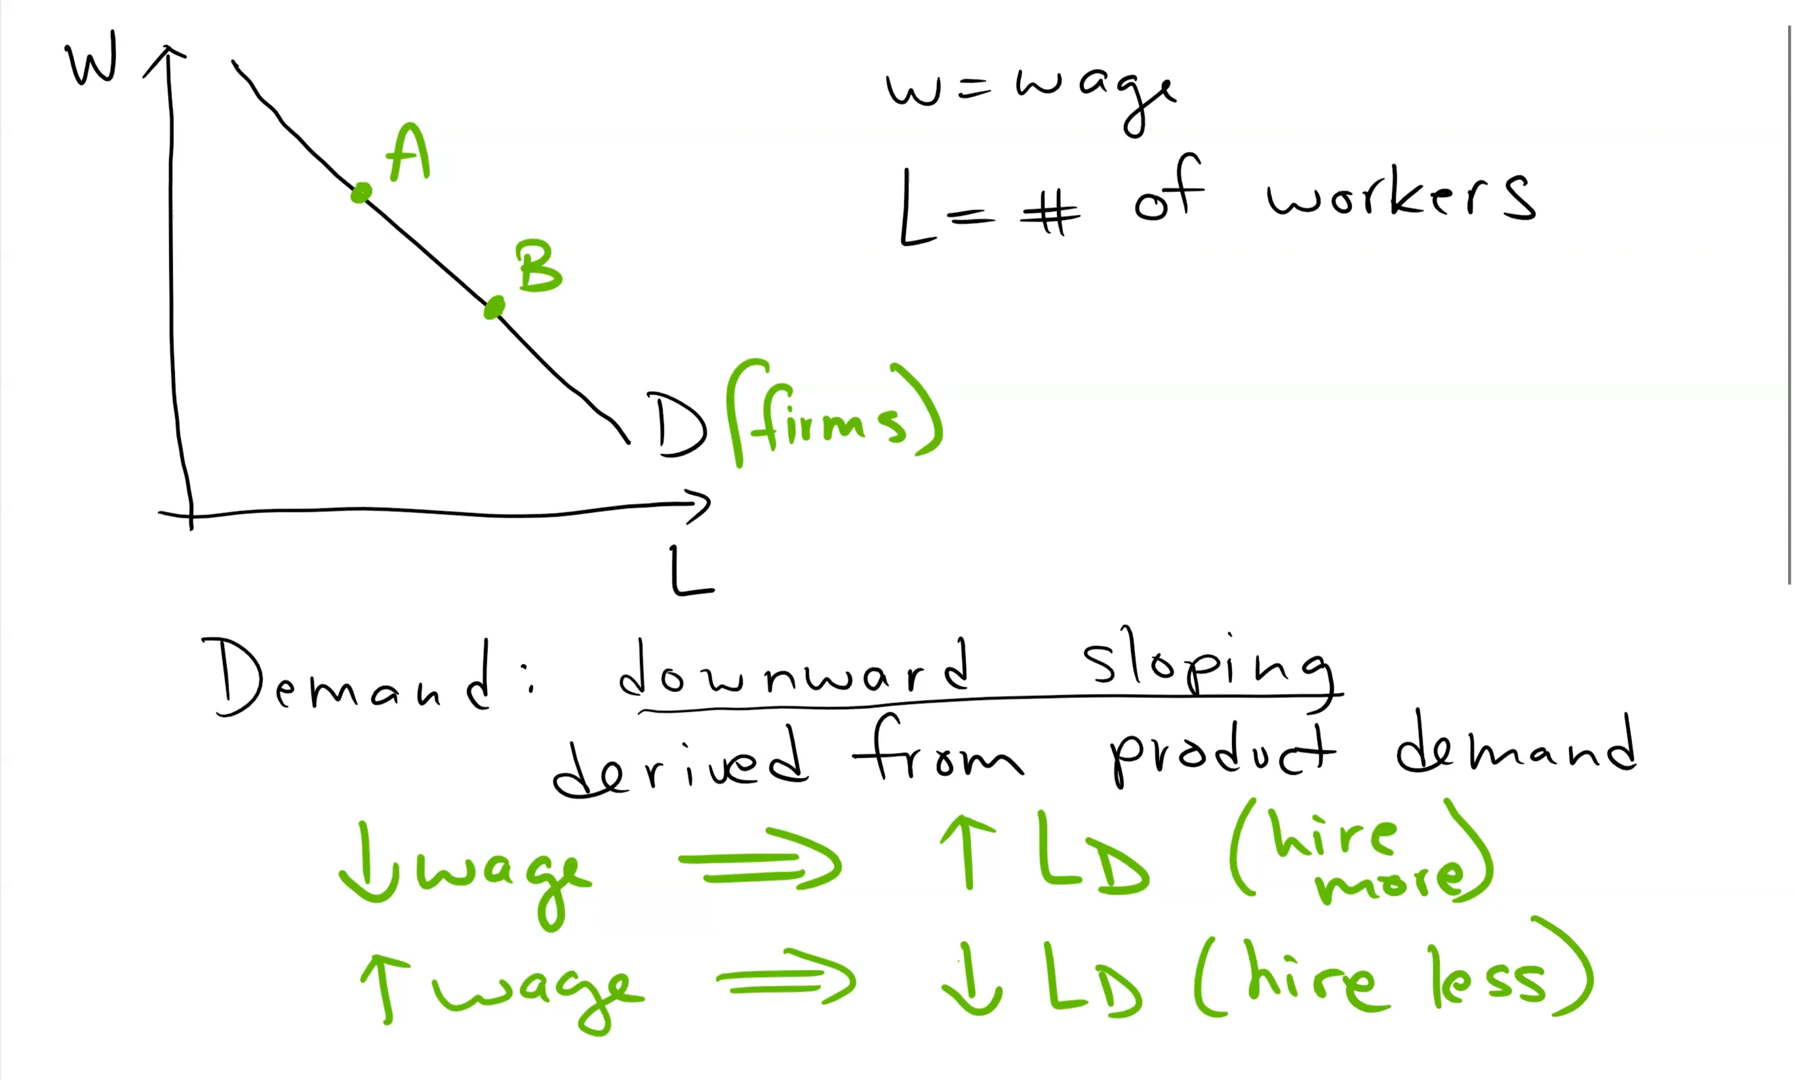 W
A
B
D (firms)
L
w = wage
L = # of workers
Demand: downward sloping
derived from product demand
↓ wage ⟹ ↑ LD (hire more)
↑ wage ⟹ ↓ LD (hire less)